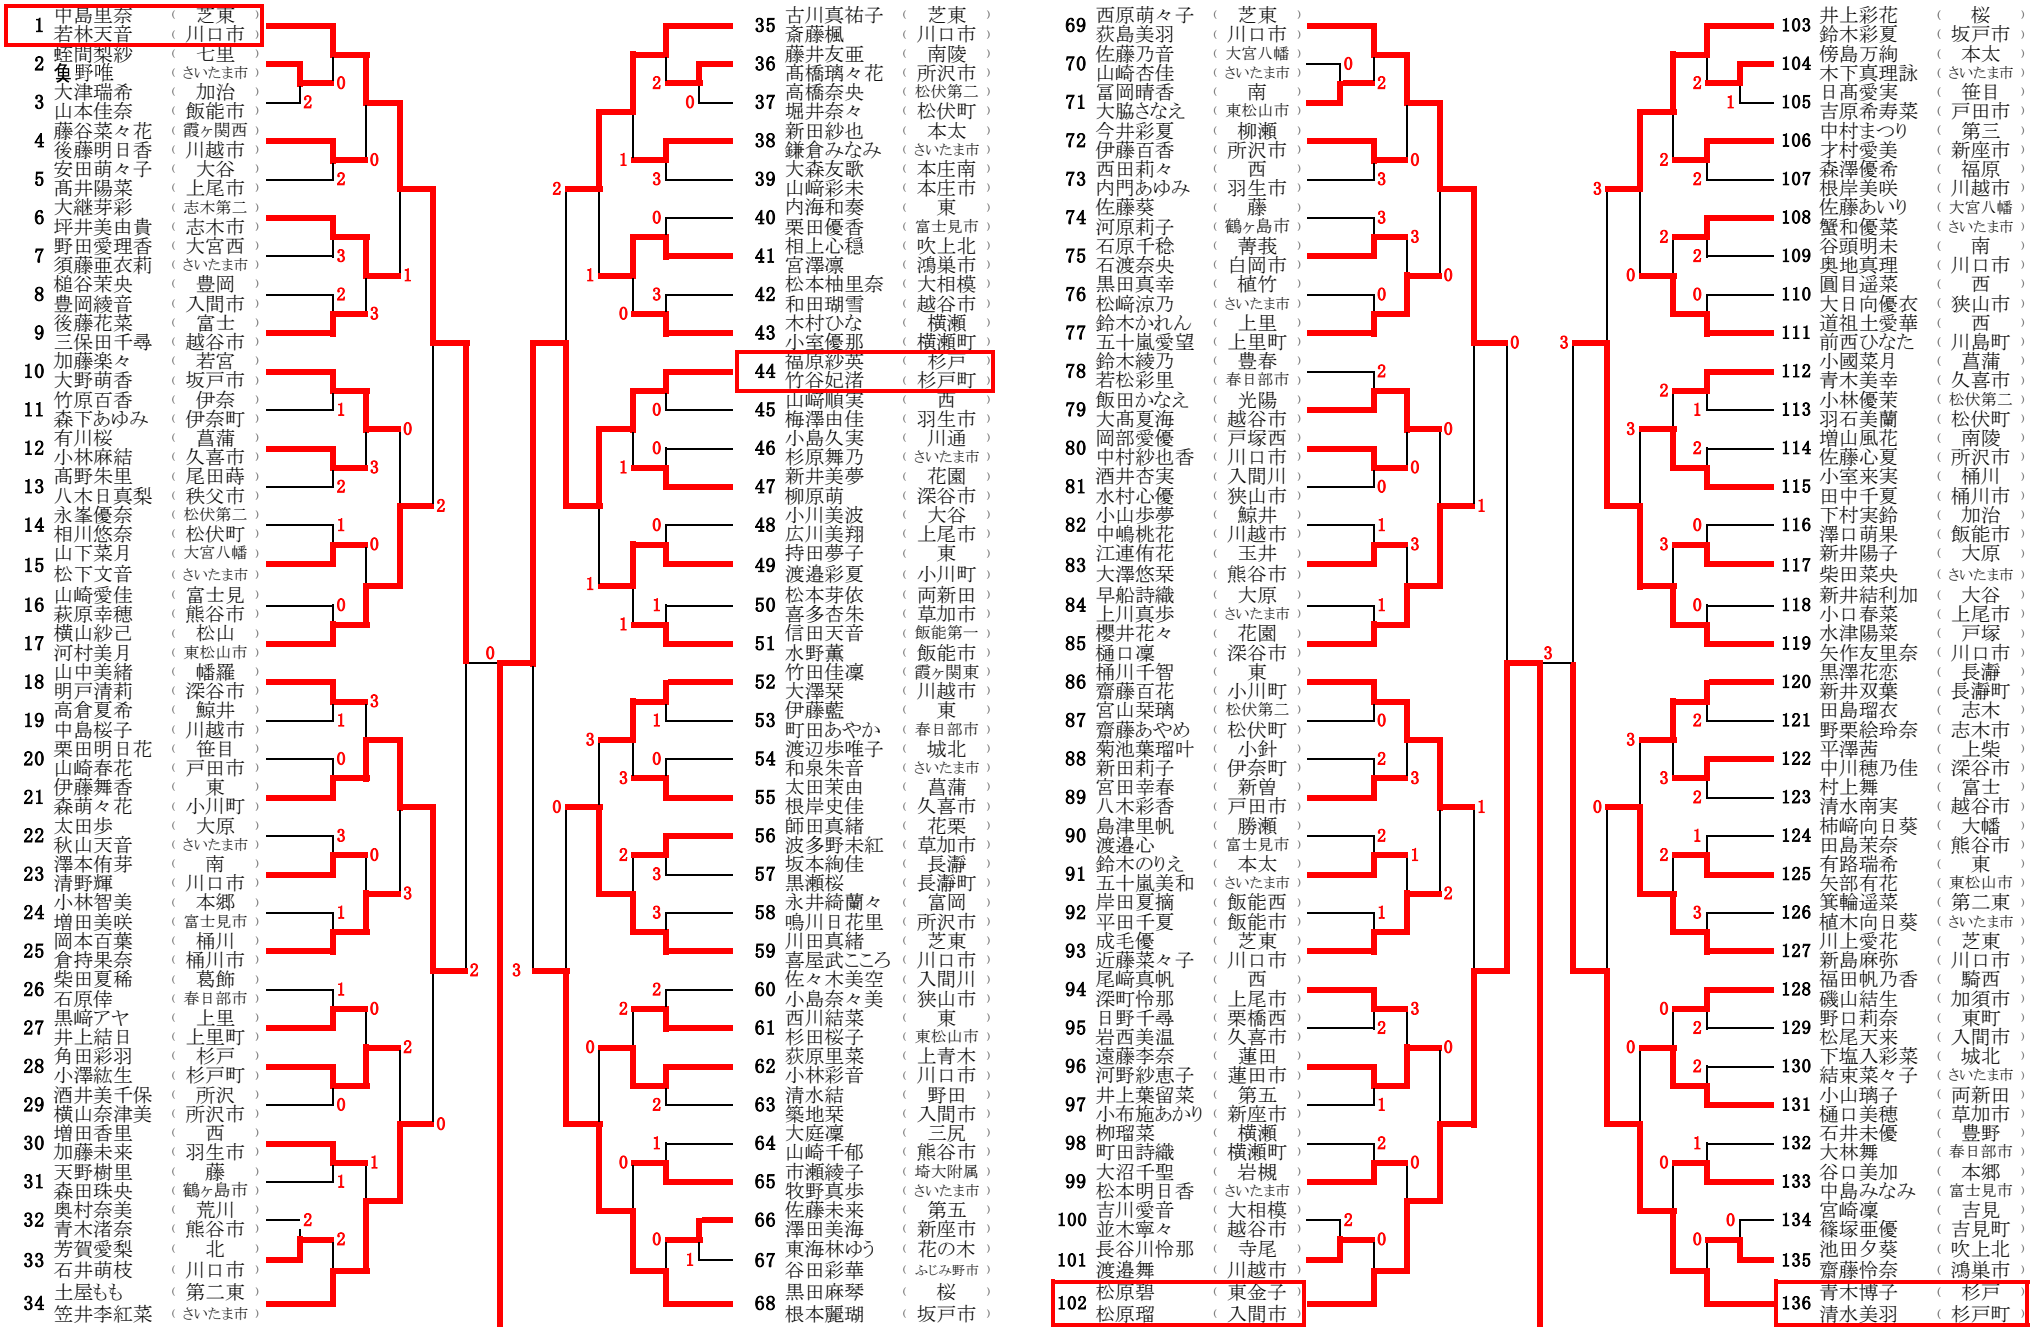 1 中島里奈 （ 芝東 ）
若林天音 （ 川口市 ）
2 蛭間梨紗 （ 七里 ）
奥野唯 （ さいたま市 ）
3 大津瑞希 （ 加治 ）
山本佳奈 （ 飯能市 ）
4 藤谷菜々花 （ 霞ヶ関西 ）
後藤明日香 （ 川越市 ）
5 安田萌々子 （ 大谷 ）
髙井陽菜 （ 上尾市 ）
6 大継芽彩 （ 志木第二 ）
坪井美由貴 （ 志木市 ）
7 野田愛理香 （ 大宮西 ）
須藤亜衣莉 （ さいたま市 ）
8 槌谷茉央 （ 豊岡 ）
豊岡綾音 （ 入間市 ）
9 後藤花菜 （ 富士 ）
三保田千尋 （ 越谷市 ）
10 加藤楽々 （ 若宮 ）
大野萌香 （ 坂戸市 ）
11 竹原百香 （ 伊奈 ）
森下あゆみ （ 伊奈町 ）
12 有川桜 （ 菖蒲 ）
小林麻結 （ 久喜市 ）
13 髙野朱里 （ 尾田蒔 ）
八木日真梨 （ 秩父市 ）
14 永峯優奈 （ 松伏第二 ）
相川悠奈 （ 松伏町 ）
15 山下菜月 （ 大宮八幡 ）
松下文音 （ さいたま市 ）
16 山崎愛佳 （ 富士見 ）
萩原幸穂 （ 熊谷市 ）
17 横山紗己 （ 松山 ）
河村美月 （ 東松山市 ）
18 山中美緒 （ 幡羅 ）
明戸清莉 （ 深谷市 ）
19 高倉夏希 （ 鯨井 ）
中島桜子 （ 川越市 ）
20 栗田明日花 （ 笹目 ）
山崎春花 （ 戸田市 ）
21 伊藤舞香 （ 東 ）
森萌々花 （ 小川町 ）
22 太田歩 （ 大原 ）
秋山天音 （ さいたま市 ）
23 澤本侑芽 （ 南 ）
清野輝 （ 川口市 ）
24 小林智美 （ 本郷 ）
増田美咲 （ 富士見市 ）
25 岡本百葉 （ 桶川 ）
倉持果奈 （ 桶川市 ）
26 柴田夏稀 （ 葛飾 ）
石原倖 （ 春日部市 ）
27 黒﨑アヤ （ 上里 ）
井上結日 （ 上里町 ）
28 角田彩羽 （ 杉戸 ）
小澤紘生 （ 杉戸町 ）
29 酒井美千保 （ 所沢 ）
横山奈津美 （ 所沢市 ）
30 増田香里 （ 西 ）
加藤未来 （ 羽生市 ）
31 天野樹里 （ 藤 ）
森田珠央 （ 鶴ヶ島市 ）
32 奥村奈美 （ 荒川 ）
青木渚奈 （ 熊谷市 ）
33 芳賀愛梨 （ 北 ）
石井萌枝 （ 川口市 ）
34 土屋もも （ 第二東 ）
笠井李紅菜 （ さいたま市 ）
35 古川真祐子 （ 芝東 ）
斎藤楓 （ 川口市 ）
36 藤井友亜 （ 南陵 ）
髙橋璃々花 （ 所沢市 ）
37 高橋奈央 （ 松伏第二 ）
堀井奈々 （ 松伏町 ）
38 新田紗也 （ 本太 ）
鎌倉みなみ （ さいたま市 ）
39 大森友歌 （ 本庄南 ）
山﨑彩未 （ 本庄市 ）
40 内海和奏 （ 東 ）
栗田優香 （ 富士見市 ）
41 相上心穏 （ 吹上北 ）
宮澤凛 （ 鴻巣市 ）
42 松本柚里奈 （ 大相模 ）
和田瑚雪 （ 越谷市 ）
43 木村ひな （ 横瀬 ）
小室優那 （ 横瀬町 ）
44 福原紗英 （ 杉戸 ）
竹谷妃渚 （ 杉戸町 ）
45 山﨑順実 （ 西 ）
梅澤由佳 （ 羽生市 ）
46 小島久実 （ 川通 ）
杉原舞乃 （ さいたま市 ）
47 新井美夢 （ 花園 ）
柳原萌 （ 深谷市 ）
48 小川美波 （ 大谷 ）
広川美翔 （ 上尾市 ）
49 持田夢子 （ 東 ）
渡邉彩夏 （ 小川町 ）
50 松本芽依 （ 両新田 ）
喜多杏朱 （ 草加市 ）
51 信田天音 （ 飯能第一 ）
水野薫 （ 飯能市 ）
52 竹田佳凜 （ 霞ヶ関東 ）
大澤栞 （ 川越市 ）
53 伊藤藍 （ 東 ）
町田あやか （ 春日部市 ）
54 渡辺歩唯子 （ 城北 ）
和泉朱音 （ さいたま市 ）
55 太田茉由 （ 菖蒲 ）
根岸史佳 （ 久喜市 ）
56 師田真緒 （ 花栗 ）
波多野未紅 （ 草加市 ）
57 坂本絢佳 （ 長瀞 ）
黒瀬桜 （ 長瀞町 ）
58 永井綺蘭々 （ 富岡 ）
鳴川日花里 （ 所沢市 ）
59 川田真緒 （ 芝東 ）
喜屋武こころ （ 川口市 ）
60 佐々木美空 （ 入間川 ）
小島奈々美 （ 狭山市 ）
61 西川結菜 （ 東 ）
杉田桜子 （ 東松山市 ）
62 荻原里菜 （ 上青木 ）
小林彩音 （ 川口市 ）
63 清水結 （ 野田 ）
築地栞 （ 入間市 ）
64 大庭凜 （ 三尻 ）
山崎千郁 （ 熊谷市 ）
65 市瀬綾子 （ 埼大附属 ）
牧野真歩 （ さいたま市 ）
66 佐藤未来 （ 第五 ）
澤田美海 （ 新座市 ）
67 東海林ゆう （ 花の木 ）
谷田彩華 （ ふじみ野市 ）
68 黒田麻琴 （ 桜 ）
根本麗瑚 （ 坂戸市 ）
69 西原萌々子 （ 芝東 ）
荻島美羽 （ 川口市 ）
70 佐藤乃音 （ 大宮八幡 ）
山崎杏佳 （ さいたま市 ）
71 冨岡晴香 （ 南 ）
大脇さなえ （ 東松山市 ）
72 今井彩夏 （ 柳瀬 ）
伊藤百香 （ 所沢市 ）
73 西田莉々 （ 西 ）
内門あゆみ （ 羽生市 ）
74 佐藤葵 （ 藤 ）
河原莉子 （ 鶴ヶ島市 ）
75 石原千稔 （ 菁莪 ）
石渡奈央 （ 白岡市 ）
76 黒田真幸 （ 植竹 ）
松﨑涼乃 （ さいたま市 ）
77 鈴木かれん （ 上里 ）
五十嵐愛望 （ 上里町 ）
78 鈴木綾乃 （ 豊春 ）
若松彩里 （ 春日部市 ）
79 飯田かなえ （ 光陽 ）
大髙夏海 （ 越谷市 ）
80 岡部愛優 （ 戸塚西 ）
中村紗也香 （ 川口市 ）
81 酒井杏実 （ 入間川 ）
水村心優 （ 狭山市 ）
82 小山歩夢 （ 鯨井 ）
中嶋桃花 （ 川越市 ）
83 江連侑花 （ 玉井 ）
大澤悠栞 （ 熊谷市 ）
84 早船詩織 （ 大原 ）
上川真歩 （ さいたま市 ）
85 櫻井花々 （ 花園 ）
樋口凜 （ 深谷市 ）
86 桶川千智 （ 東 ）
齋藤百花 （ 小川町 ）
87 宮山栞璃 （ 松伏第二 ）
齋藤あやめ （ 松伏町 ）
88 菊池葉瑠叶 （ 小針 ）
新田莉子 （ 伊奈町 ）
89 宮田幸春 （ 新曽 ）
八木彩香 （ 戸田市 ）
90 島津里帆 （ 勝瀬 ）
渡邉心 （ 富士見市 ）
91 鈴木のりえ （ 本太 ）
五十嵐美和 （ さいたま市 ）
92 岸田夏摘 （ 飯能西 ）
平田千夏 （ 飯能市 ）
93 成毛優 （ 芝東 ）
近藤菜々子 （ 川口市 ）
94 尾﨑真帆 （ 西 ）
深町怜那 （ 上尾市 ）
95 日野千尋 （ 栗橋西 ）
岩西美温 （ 久喜市 ）
96 遠藤李奈 （ 蓮田 ）
河野紗恵子 （ 蓮田市 ）
97 井上葉留菜 （ 第五 ）
小布施あかり （ 新座市 ）
98 栁瑠菜 （ 横瀬 ）
町田詩織 （ 横瀬町 ）
99 大沼千聖 （ 岩槻 ）
松本明日香 （ さいたま市 ）
100 吉川愛音 （ 大相模 ）
並木寧々 （ 越谷市 ）
101 長谷川怜那 （ 寺尾 ）
渡邉舞 （ 川越市 ）
102 松原碧 （ 東金子 ）
松原瑠 （ 入間市 ）
103 井上彩花 （ 桜 ）
鈴木彩夏 （ 坂戸市 ）
104 傍島万絢 （ 本太 ）
木下真理詠 （ さいたま市 ）
105 日髙愛実 （ 笹目 ）
吉原希寿菜 （ 戸田市 ）
106 中村まつり （ 第三 ）
才村愛美 （ 新座市 ）
107 森澤優希 （ 福原 ）
根岸美咲 （ 川越市 ）
108 佐藤あいり （ 大宮八幡 ）
蟹和優菜 （ さいたま市 ）
109 谷頭明未 （ 南 ）
奥地真理 （ 川口市 ）
110 圓目遥菜 （ 西 ）
大日向優衣 （ 狭山市 ）
111 道祖土愛華 （ 西 ）
前西ひなた （ 川島町 ）
112 小國菜月 （ 菖蒲 ）
青木美幸 （ 久喜市 ）
113 小林優茉 （ 松伏第二 ）
羽石美蘭 （ 松伏町 ）
114 増山風花 （ 南陵 ）
佐藤心夏 （ 所沢市 ）
115 小室来実 （ 桶川 ）
田中千夏 （ 桶川市 ）
116 下村実鈴 （ 加治 ）
澤口萌果 （ 飯能市 ）
117 新井陽子 （ 大原 ）
柴田菜央 （ さいたま市 ）
118 新井結利加 （ 大谷 ）
小口春菜 （ 上尾市 ）
119 水津陽菜 （ 戸塚 ）
矢作友里奈 （ 川口市 ）
120 黒澤花恋 （ 長瀞 ）
新井双葉 （ 長瀞町 ）
121 田島瑠衣 （ 志木 ）
野栗絵玲奈 （ 志木市 ）
122 平澤茜 （ 上柴 ）
中川穂乃佳 （ 深谷市 ）
123 村上舞 （ 富士 ）
清水南実 （ 越谷市 ）
124 柿﨑向日葵 （ 大幡 ）
田島茉奈 （ 熊谷市 ）
125 有路瑞希 （ 東 ）
矢部有花 （ 東松山市 ）
126 箕輪遥菜 （ 第二東 ）
植木向日葵 （ さいたま市 ）
127 川上愛花 （ 芝東 ）
新島麻弥 （ 川口市 ）
128 福田帆乃香 （ 騎西 ）
磯山結生 （ 加須市 ）
129 野口莉奈 （ 東町 ）
松尾天来 （ 入間市 ）
130 下塩入彩菜 （ 城北 ）
結束菜々子 （ さいたま市 ）
131 小山璃子 （ 両新田 ）
樋口美穂 （ 草加市 ）
132 石井未優 （ 豊野 ）
大林舞 （ 春日部市 ）
133 谷口美加 （ 本郷 ）
中島みなみ （ 富士見市 ）
134 宮崎凜 （ 吉見 ）
篠塚亜優 （ 吉見町 ）
135 池田夕葵 （ 吹上北 ）
齋藤怜奈 （ 鴻巣市 ）
136 青木博子 （ 杉戸 ）
清水美羽 （ 杉戸町 ）